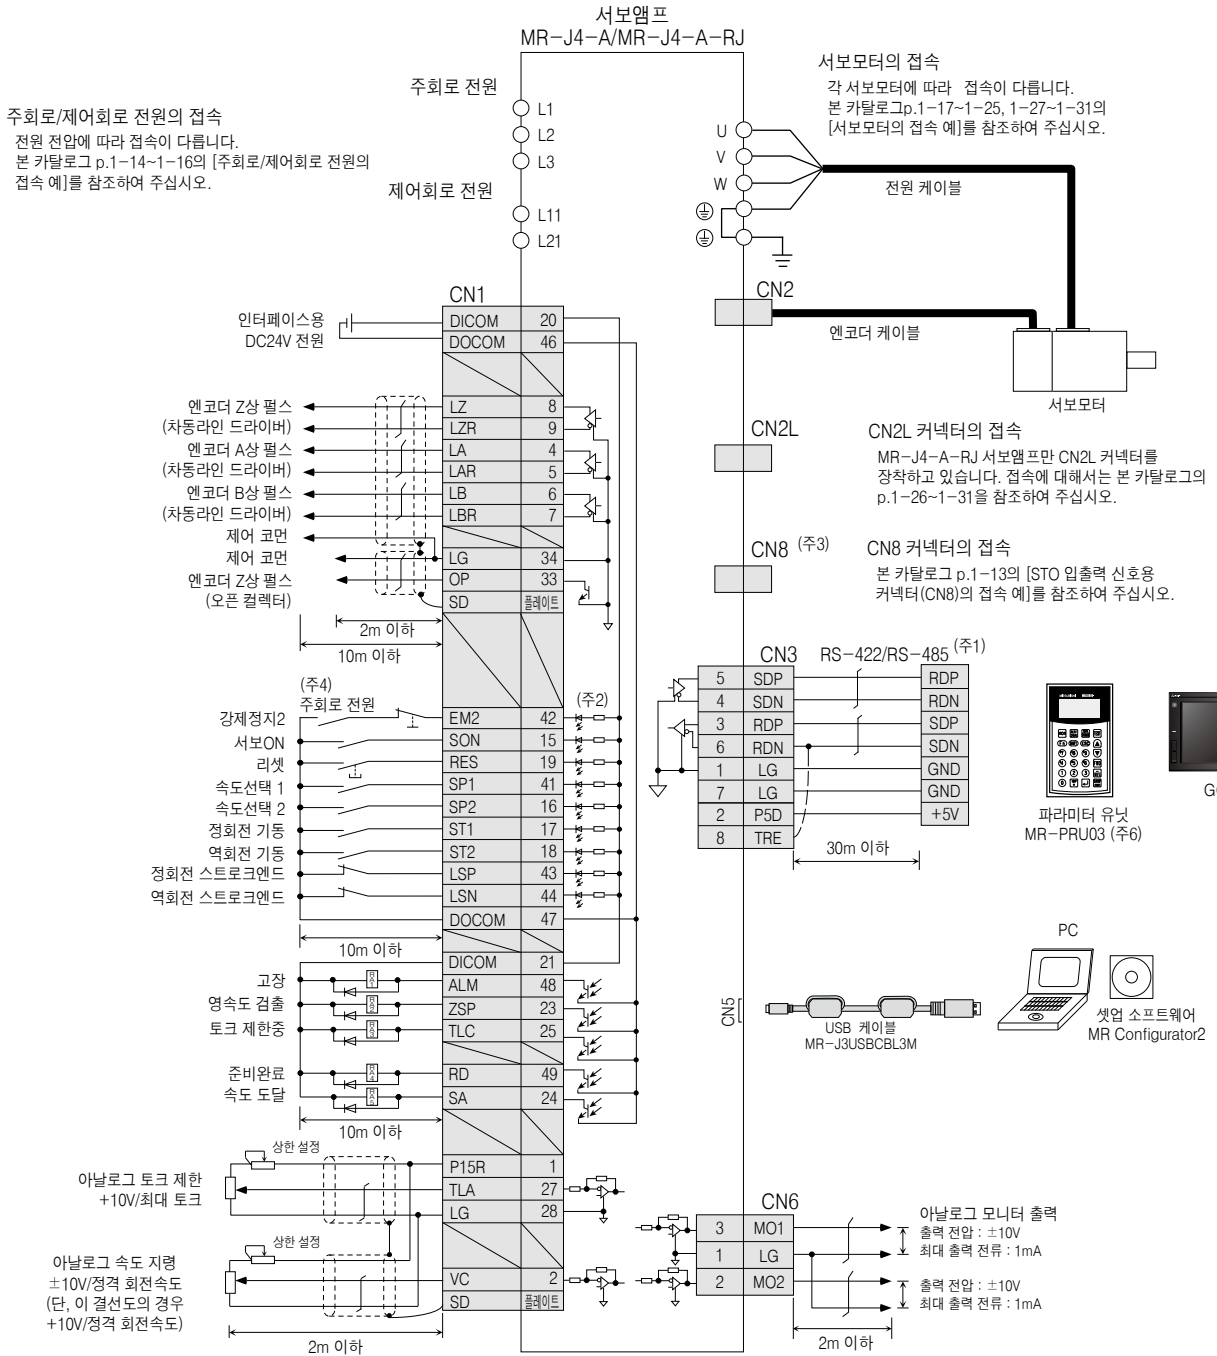 서보앰프
MR-J4-A/MR-J4-A-RJ
주회로/제어회로 전원의 접속
전원 전압에 따라 접속이 다릅니다.
본 카탈로그 p.1-14~1-16의 [주회로/제어회로 전원의
접속 예]를 참조하여 주십시오.
주회로 전원
L1
L2
L3
제어회로 전원
L11
L21
U
V
W
서보모터의 접속
각 서보모터에 따라 접속이 다릅니다.
본 카탈로그p.1-17~1-25, 1-27~1-31의
[서보모터의 접속 예]를 참조하여 주십시오.
전원 케이블
CN2
엔코더 케이블
서보모터
CN2L
CN2L 커넥터의 접속
MR-J4-A-RJ 서보앰프만 CN2L 커넥터를
장착하고 있습니다. 접속에 대해서는 본 카탈로그의
p.1-26~1-31을 참조하여 주십시오.
CN8 (주3)
CN8 커넥터의 접속
본 카탈로그 p.1-13의 [STO 입출력 신호용
커넥터(CN8)의 접속 예]를 참조하여 주십시오.
CN1
인터페이스용
DC24V 전원
DICOM 20
DOCOM 46
엔코더 Z상 펄스
(차동라인 드라이버)
LZ 8
LZR 9
엔코더 A상 펄스
(차동라인 드라이버)
LA 4
LAR 5
엔코더 B상 펄스
(차동라인 드라이버)
LB 6
LBR 7
제어 코먼
제어 코먼
LG 34
엔코더 Z상 펄스
(오픈 컬렉터)
OP 33
SD 플레이트
2m 이하
10m 이하
(주4)
주회로 전원
(주2)
강제정지2 EM2 42
서보ON SON 15
리셋 RES 19
속도선택 1 SP1 41
속도선택 2 SP2 16
정회전 기동 ST1 17
역회전 기동 ST2 18
정회전 스트로크엔드 LSP 43
역회전 스트로크엔드 LSN 44
DOCOM 47
10m 이하
DICOM 21
고장 RA1 ALM 48
영속도 검출 RA2 ZSP 23
토크 제한중 RA3 TLC 25
준비완료 RA4 RD 49
속도 도달 RA5 SA 24
10m 이하
상한 설정
아날로그 토크 제한
+10V/최대 토크
P15R 1
TLA 27
LG 28
상한 설정
아날로그 속도 지령
±10V/정격 회전속도
(단, 이 결선도의 경우
+10V/정격 회전속도)
VC 2
SD 플레이트
2m 이하
CN3
RS-422/RS-485 (주1)
5 SDP RDP
4 SDN RDN
3 RDP SDP
6 RDN SDN
1 LG GND
7 LG GND
2 P5D +5V
8 TRE
30m 이하
파라미터 유닛
MR-PRU03 (주6)
CN5
USB 케이블
MR-J3USBCBL3M
PC
셋업 소프트웨어
MR Configurator2
CN6
3 MO1
1 LG
2 MO2
아날로그 모니터 출력
출력 전압 : ±10V
최대 출력 전류 : 1mA
출력 전압 : ±10V
최대 출력 전류 : 1mA
2m 이하